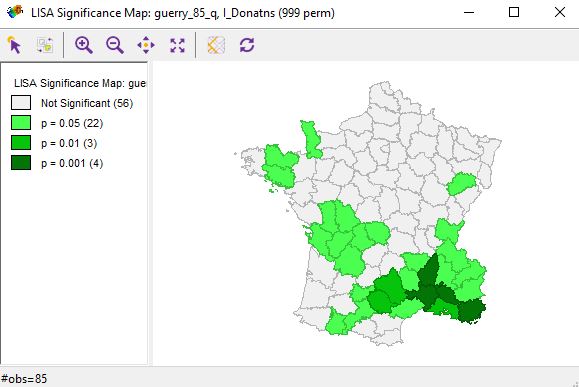 LISA Significance Map: guerry_85_q, I_Donatns (999 perm)
LISA Significance Map: gue
Not Significant (56)
p = 0.05 (22)
p = 0.01 (3)
p = 0.001 (4)
#obs=85